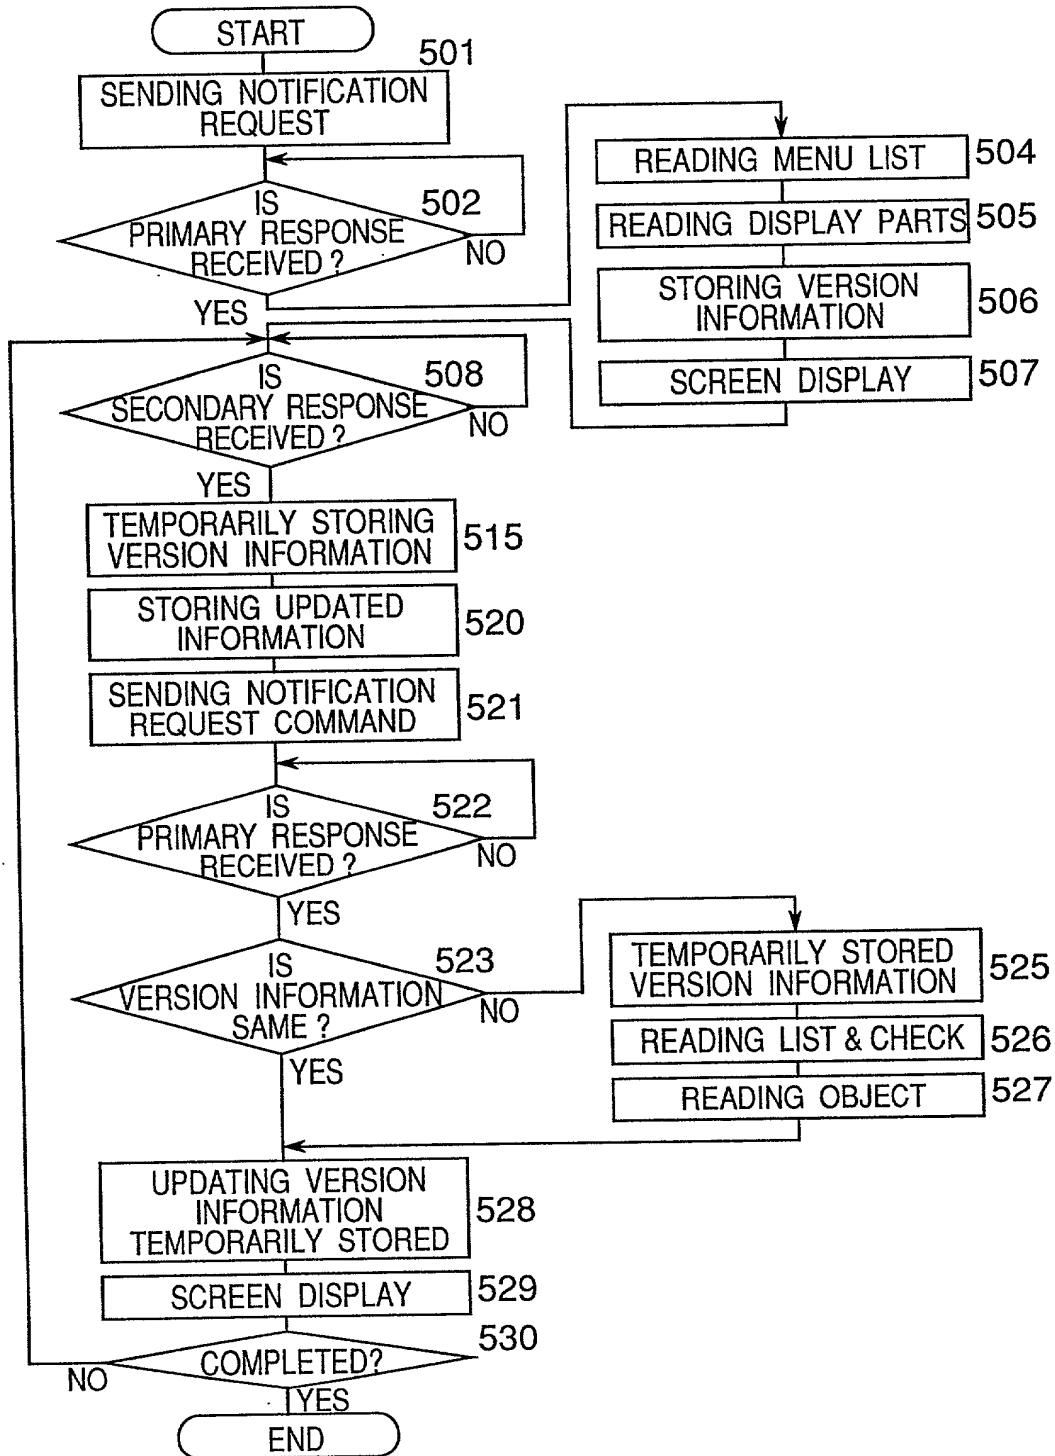 START
501
SENDING NOTIFICATION
REQUEST
IS
502
PRIMARY RESPONSE
RECEIVED?
NO
YES
READING MENU LIST
504
READING DISPLAY PARTS
505
STORING VERSION
INFORMATION
506
SCREEN DISPLAY
507
IS
508
SECONDARY RESPONSE
RECEIVED?
NO
YES
TEMPORARILY STORING
VERSION INFORMATION
515
STORING UPDATED
INFORMATION
520
SENDING NOTIFICATION
REQUEST COMMAND
521
IS
522
PRIMARY RESPONSE
RECEIVED?
NO
YES
IS
523
VERSION INFORMATION
SAME?
NO
YES
TEMPORARILY STORED
VERSION INFORMATION
525
READING LIST & CHECK
526
READING OBJECT
527
UPDATING VERSION
INFORMATION
TEMPORARILY STORED
528
SCREEN DISPLAY
529
530
COMPLETED?
NO
YES
END